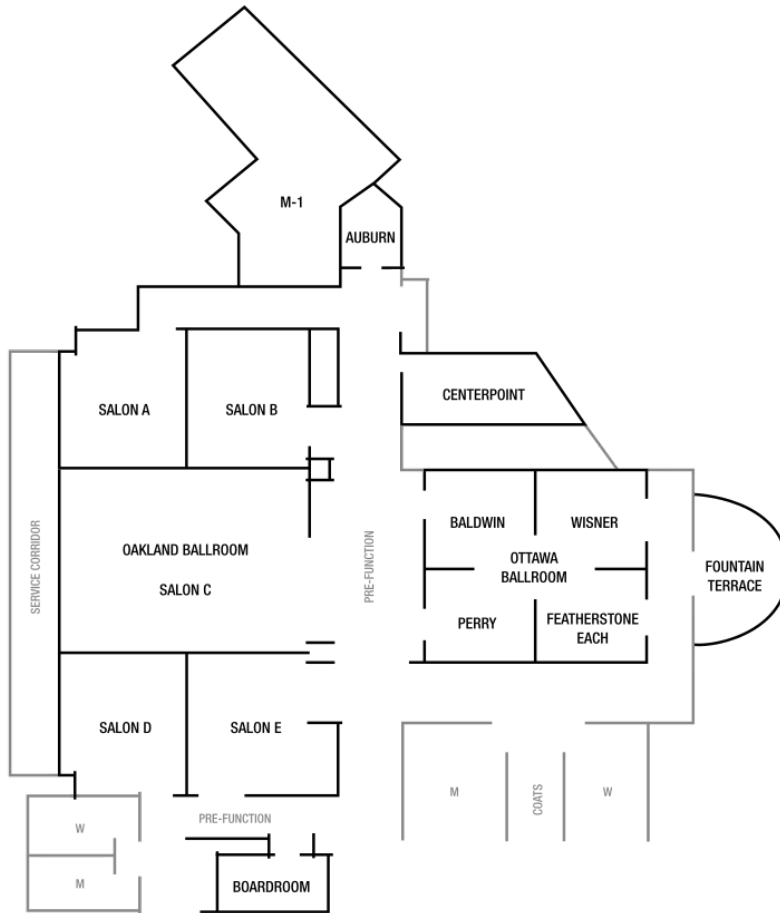 M-1
AUBURN
SALON A
SALON B
CENTERPOINT
SERVICE CORRIDOR
OAKLAND BALLROOM
SALON C
PRE-FUNCTION
BALDWIN
WISNER
OTTAWA
BALLROOM
PERRY
FEATHERSTONE
EACH
FOUNTAIN
TERRACE
SALON D
SALON E
M
COATS
W
PRE-FUNCTION
W
M
BOARDROOM